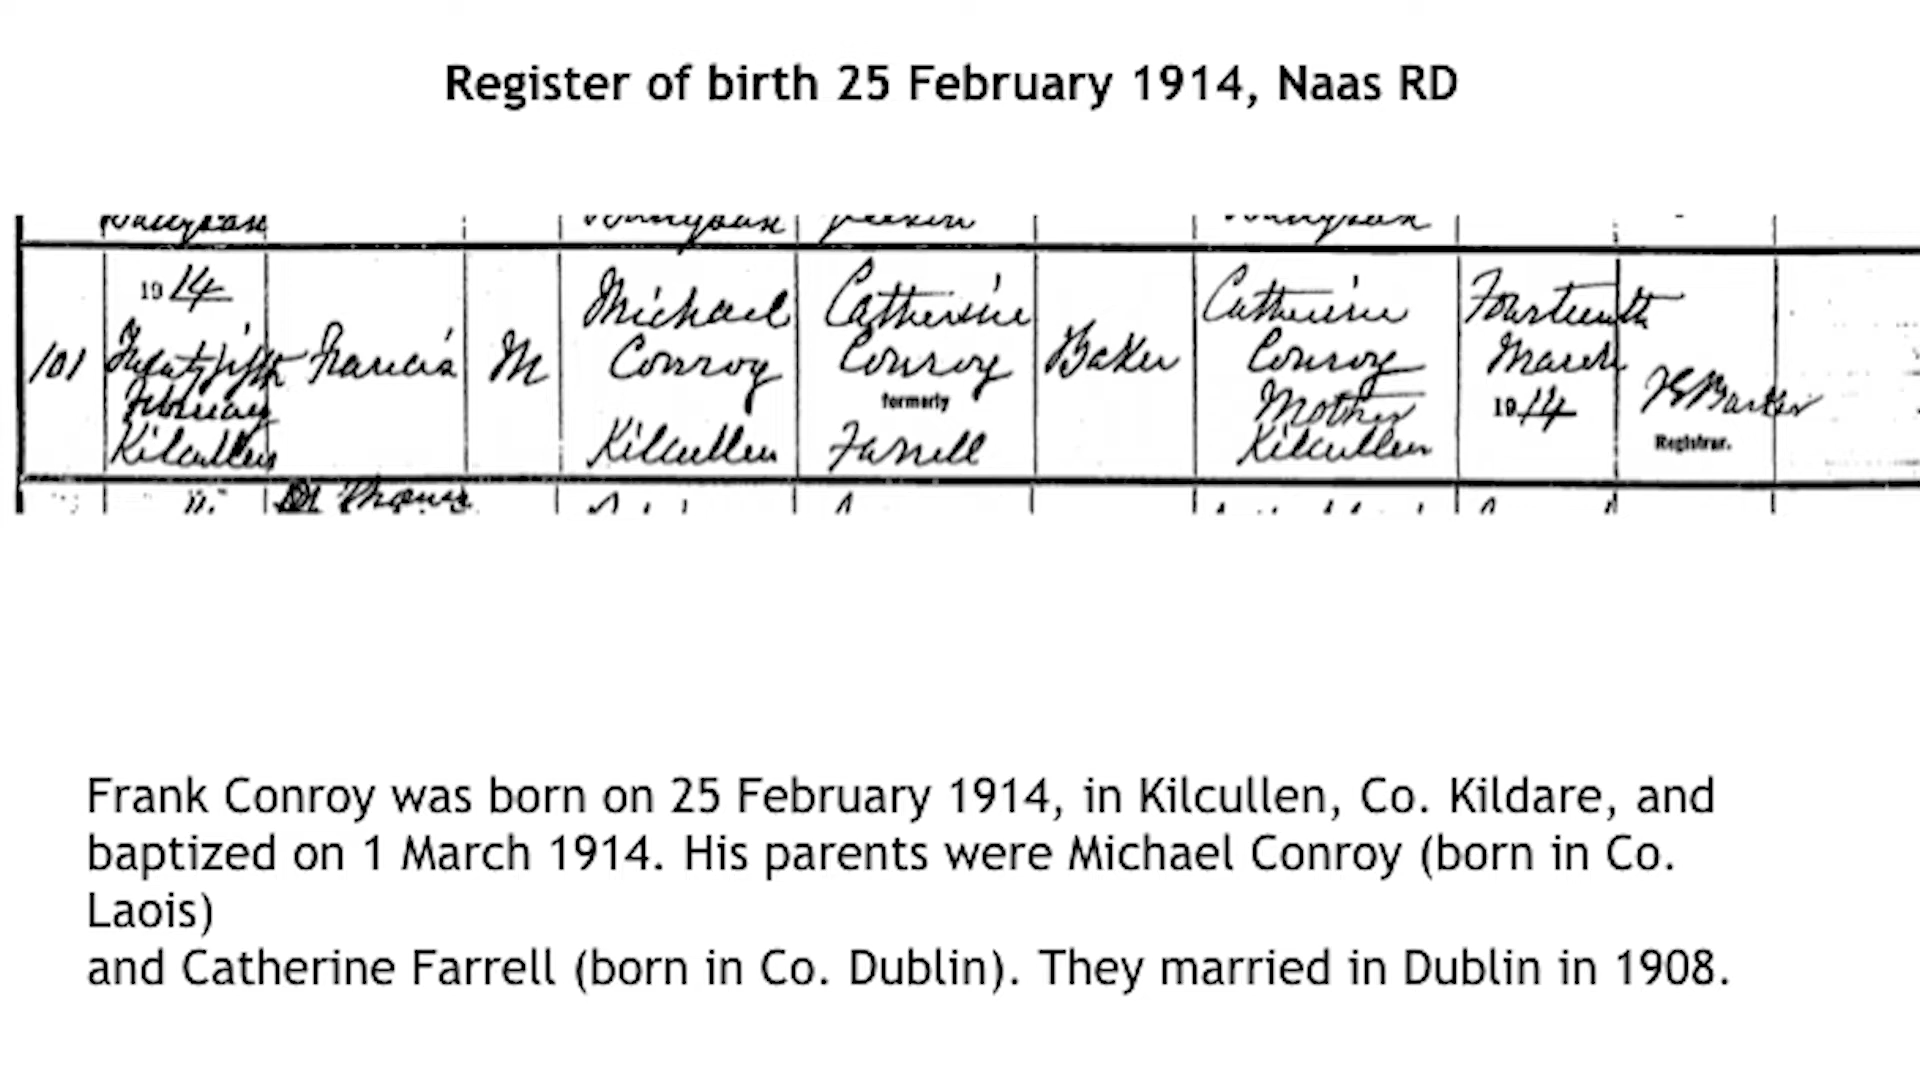 Register of birth 25 February 1914, Naas RD
1914
Michael
Catherine
Catherine
Fourteenth
101
Twenty fifth
Francis
M
Conroy
Conroy
Baker
Conroy
March
February
formerly
Mother
1914
Barker
Kilcullen
Kilcullen
Farrell
Kilcullen
Registrar.
Frank Conroy was born on 25 February 1914, in Kilcullen, Co. Kildare, and
baptized on 1 March 1914. His parents were Michael Conroy (born in Co.
Laois)
and Catherine Farrell (born in Co. Dublin). They married in Dublin in 1908.